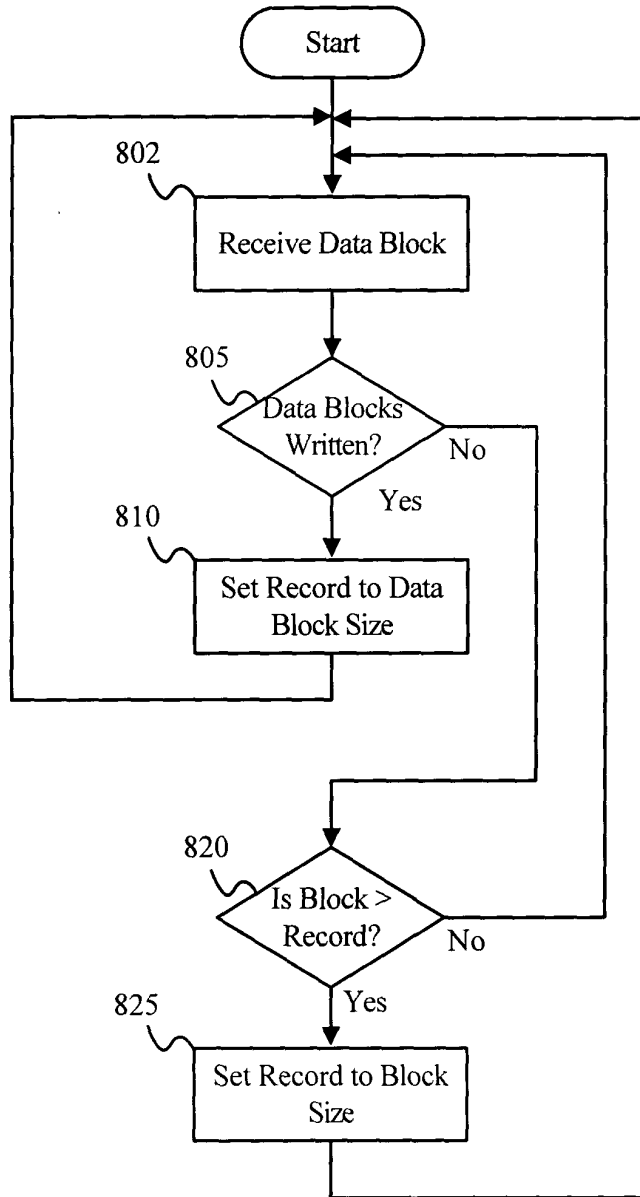 Start
802
Receive Data Block
805
Data Blocks
Written?
No
Yes
810
Set Record to Data
Block Size
820
Is Block >
Record?
No
Yes
825
Set Record to Block
Size